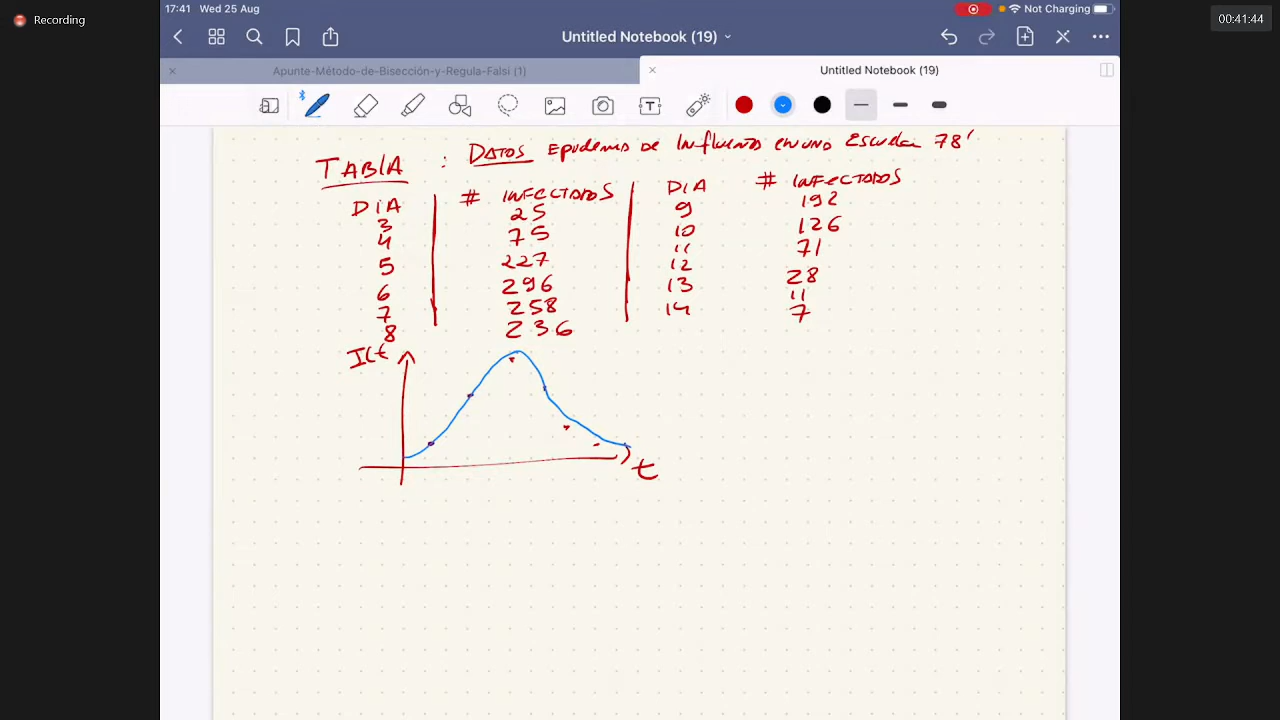 Recording
17:41 Wed 25 Aug
Not Charging
00:41:44
Untitled Notebook (19)
Apunte-Método-de-Bisección-y-Regula-Falsi (1)
Untitled Notebook (19)
TABLA : DATOS Epidemia de Influenza en una Escuela 78'
DIA # INFECTADOS DIA # INFECTADOS
3 25 9 192
4 75 10 126
5 227 11 71
6 296 12 28
7 258 13 11
8 236 14 7
I(t
t